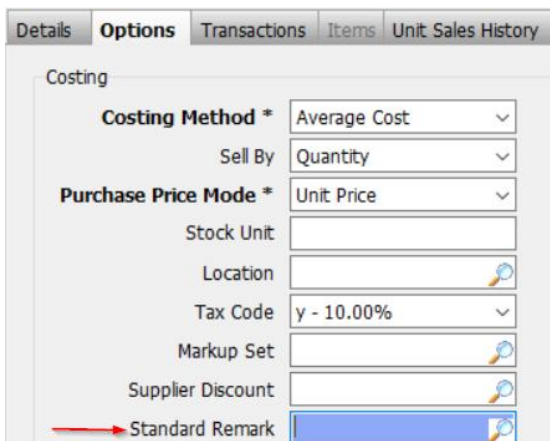 Details Options Transactions Items Unit Sales History
Costing
Costing Method * Average Cost
Sell By Quantity
Purchase Price Mode * Unit Price
Stock Unit
Location
Tax Code y - 10.00%
Markup Set
Supplier Discount
Standard Remark